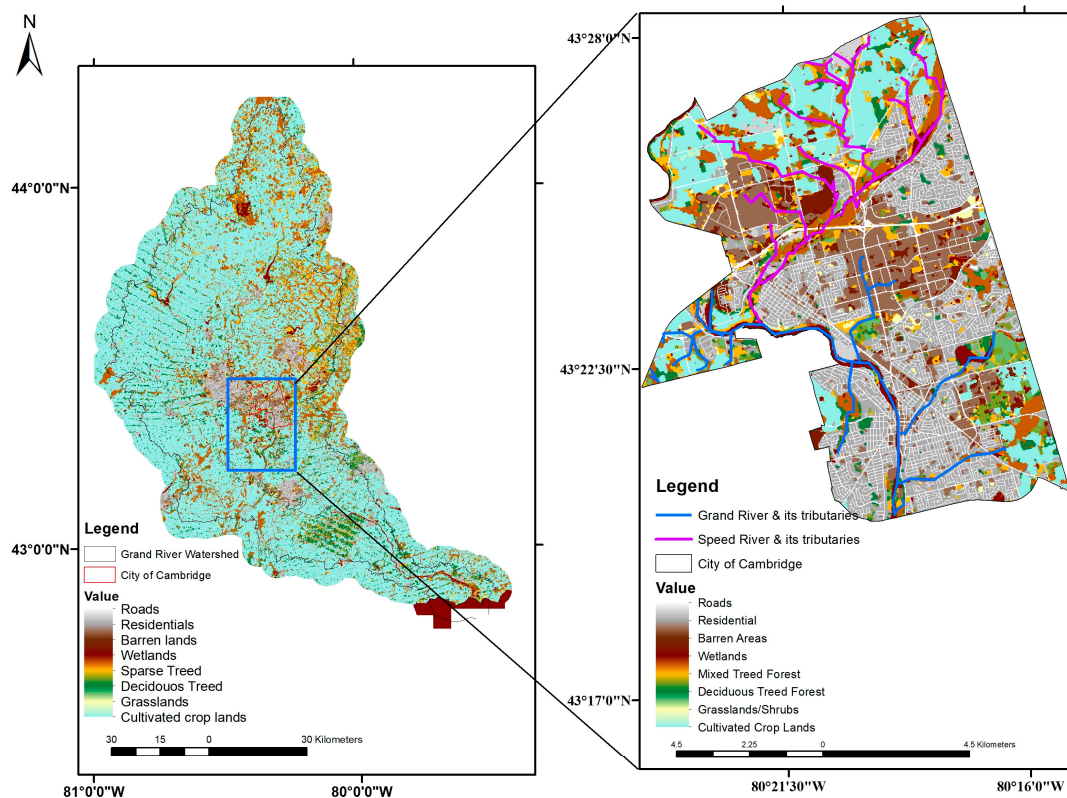 N
44°0'0"N
43°0'0"N
Legend
Grand River Watershed
City of Cambridge
Value
Roads
Residentials
Barren lands
Wetlands
Sparse Treed
Deciduous Treed
Grasslands
Cultivated crop lands
30 15 0 30 Kilometers
81°0'0"W 80°0'0"W
43°28'0"N
43°22'30"N
43°17'0"N
Legend
Grand River & its tributaries
Speed River & its tributaries
City of Cambridge
Value
Roads
Residential
Barren Areas
Wetlands
Mixed Treed Forest
Deciduous Treed Forest
Grasslands/Shrubs
Cultivated Crop Lands
4.5 2.25 0 4.5 Kilometers
80°21'30"W 80°16'0"W